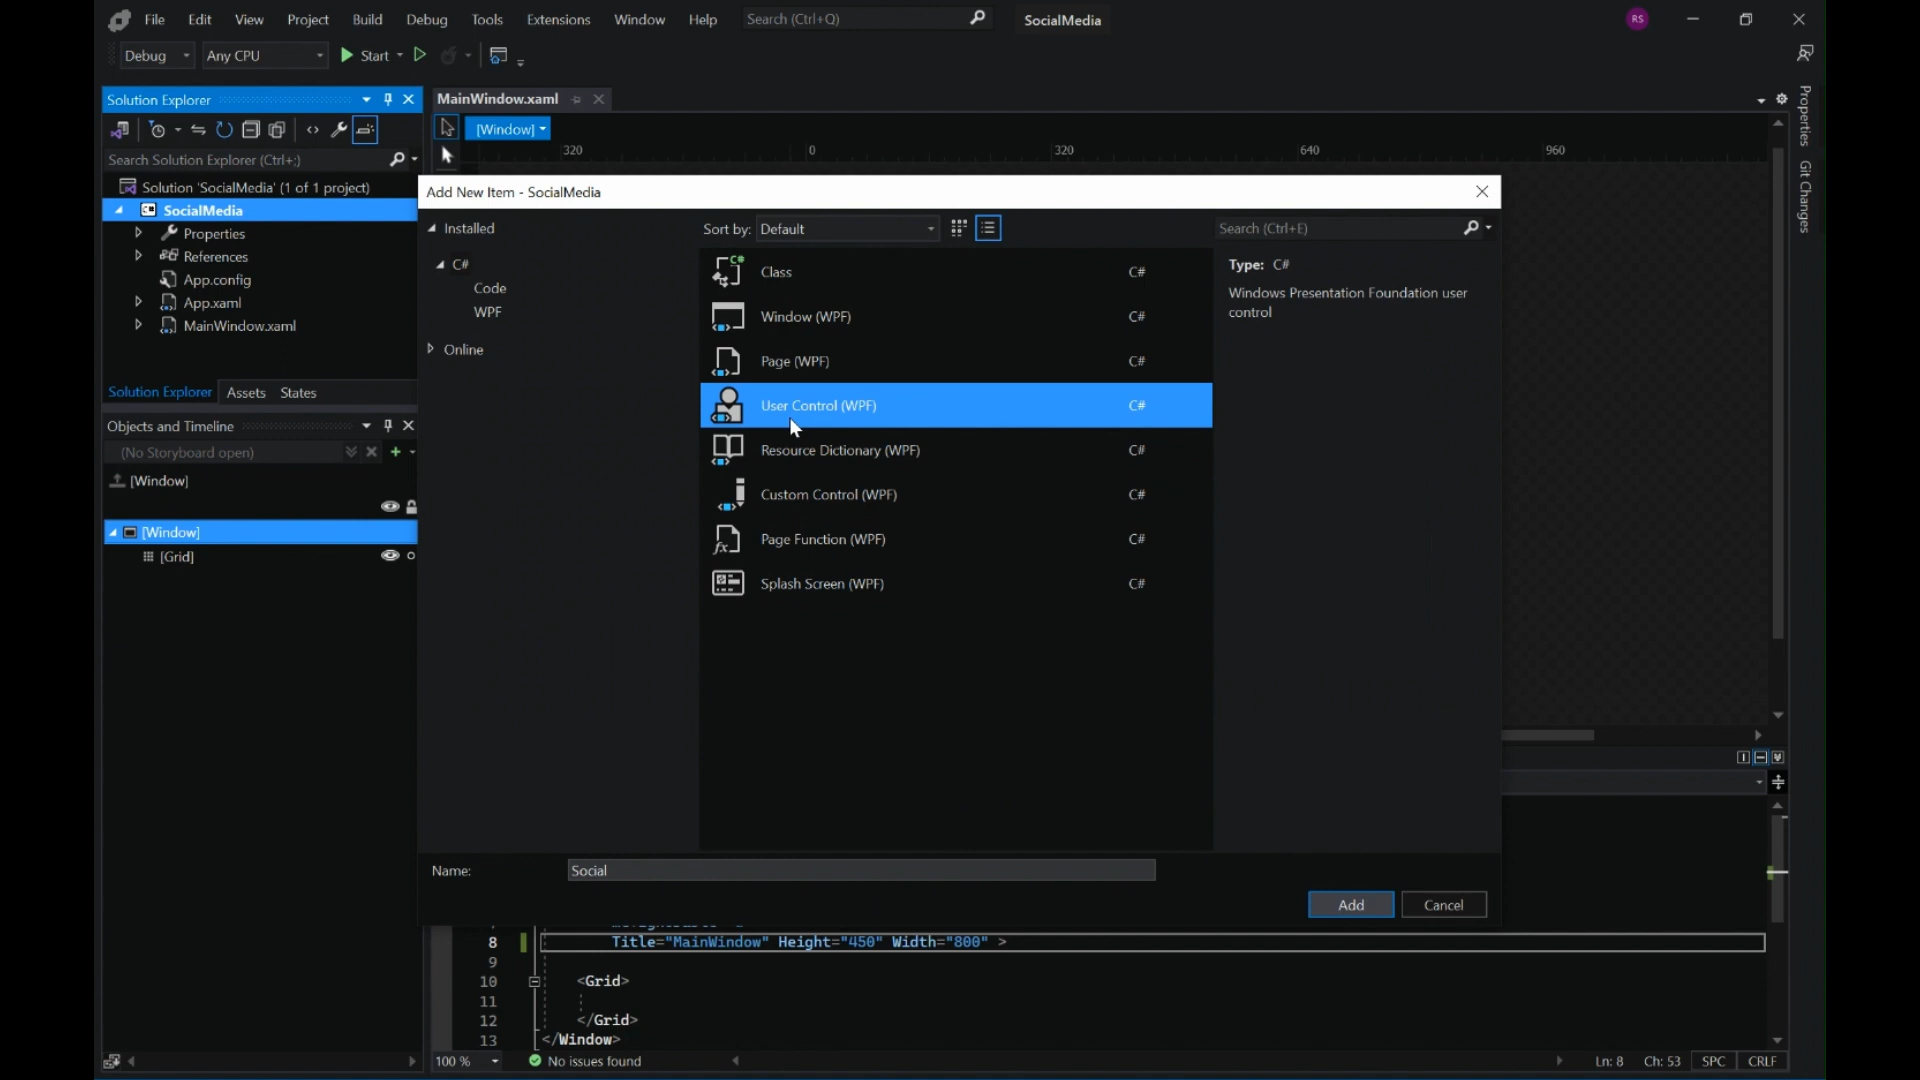 File Edit View Project Build Debug Tools Extensions Window Help Search (Ctrl+Q) SocialMedia RS
Debug Any CPU Start
Solution Explorer
MainWindow.xaml
[Window]
Search Solution Explorer (Ctrl+;)
320 0 320 640 960
Solution 'SocialMedia' (1 of 1 project)
C# SocialMedia
Properties
References
App.config
App.xaml
MainWindow.xaml
Solution Explorer Assets States
Objects and Timeline
(No Storyboard open)
[Window]
[Window]
[Grid]
Add New Item - SocialMedia
Installed
C#
Code
WPF
Online
Sort by: Default
Class C#
Window (WPF) C#
Page (WPF) C#
User Control (WPF) C#
Resource Dictionary (WPF) C#
Custom Control (WPF) C#
Page Function (WPF) C#
Splash Screen (WPF) C#
Search (Ctrl+E)
Type: C#
Windows Presentation Foundation user
control
Name: Social
Add Cancel
Properties
Git Changes
8 Title="MainWindow" Height="450" Width="800" >
9
10 <Grid>
11
12 </Grid>
13 </Window>
100 % No issues found Ln: 8 Ch: 53 SPC CRLF